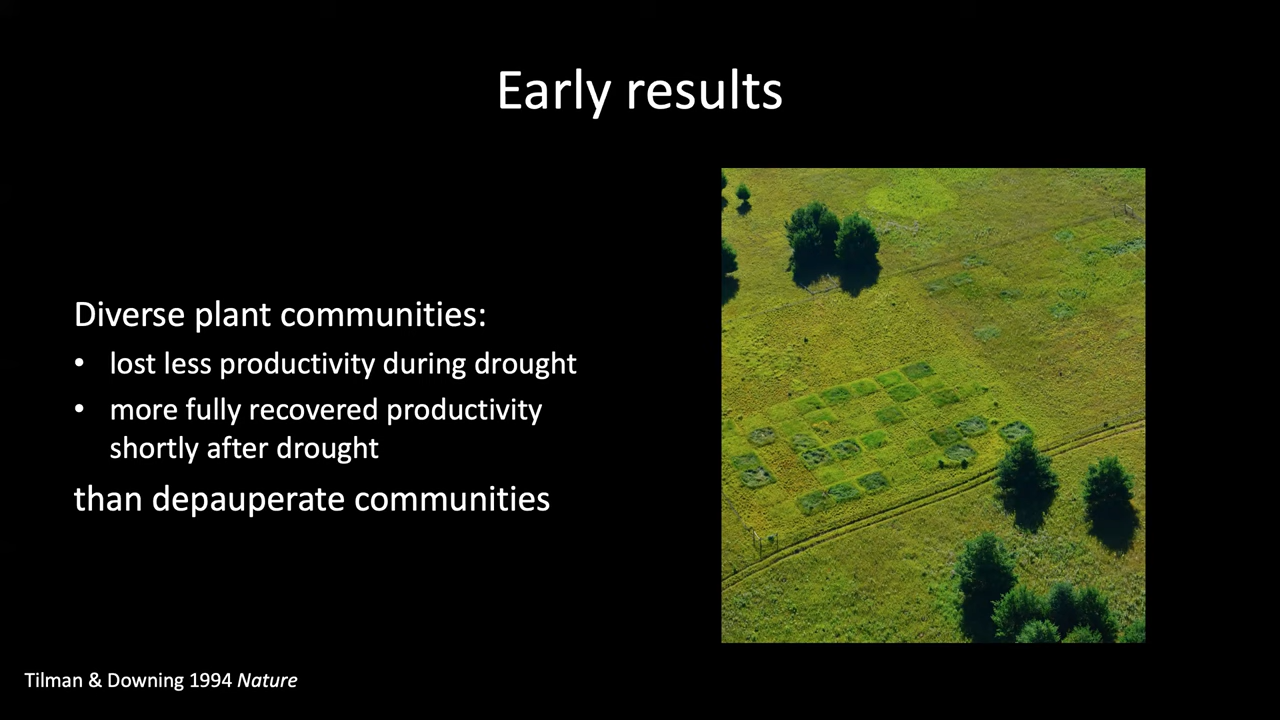 Early results
Diverse plant communities:
• lost less productivity during drought
• more fully recovered productivity
shortly after drought
than depauperate communities
Tilman & Downing 1994 Nature